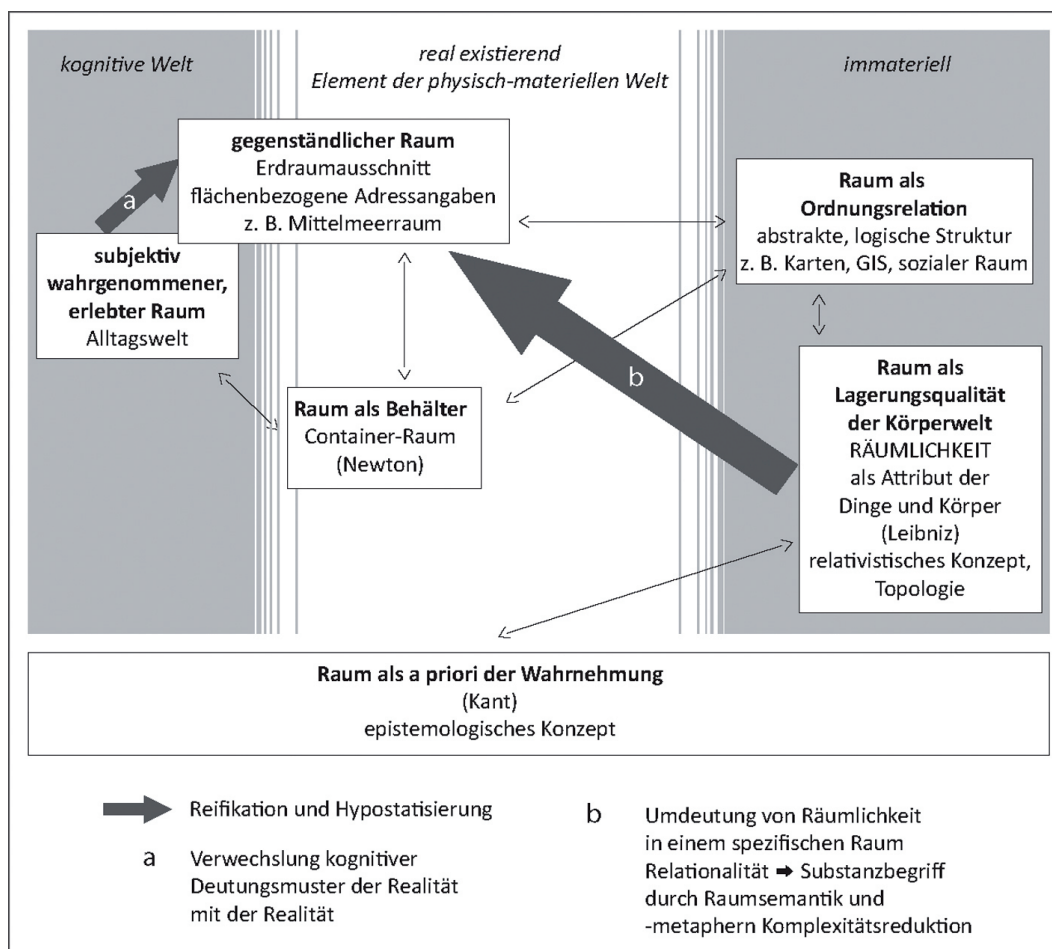 kognitive Welt
real existierend
Element der physisch-materiellen Welt
immateriell
gegenständlicher Raum
Erdraumausschnitt
flächenbezogene Adressangaben
z. B. Mittelmeerraum
a
subjektiv
wahrgenommener,
erlebter Raum
Alltagswelt
Raum als
Ordnungsrelation
abstrakte, logische Struktur
z. B. Karten, GIS, sozialer Raum
b
Raum als Behälter
Container-Raum
(Newton)
Raum als
Lagerungsqualität
der Körperwelt
RÄUMLICHKEIT
als Attribut der
Dinge und Körper
(Leibniz)
relativistisches Konzept,
Topologie
Raum als a priori der Wahrnehmung
(Kant)
epistemologisches Konzept
Reifikation und Hypostatisierung
a Verwechslung kognitiver
Deutungsmuster der Realität
mit der Realität
b Umdeutung von Räumlichkeit
in einem spezifischen Raum
Relationalität ➡ Substanzbegriff
durch Raumsemantik und
-metaphern Komplexitätsreduktion